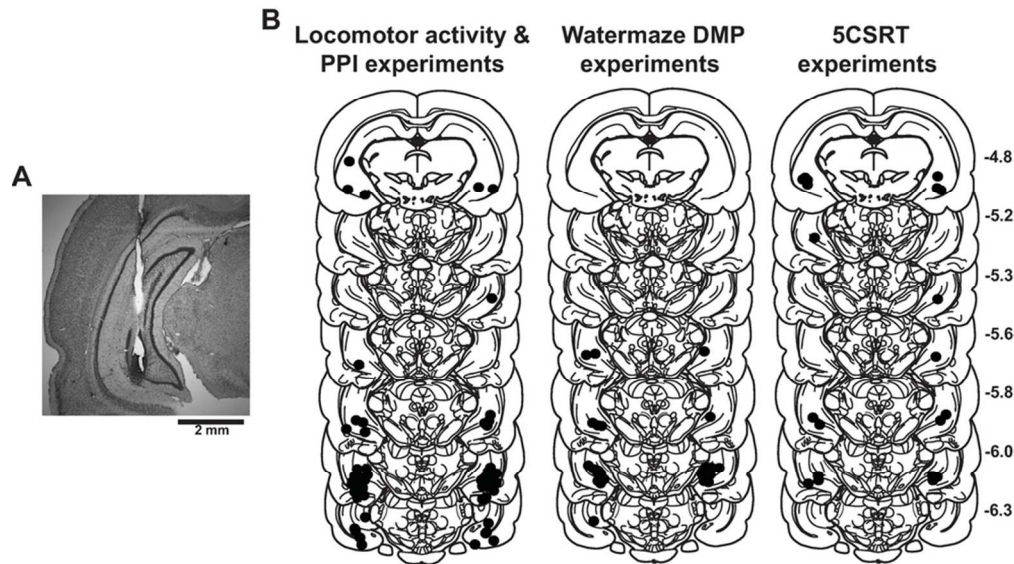 A
2 mm
B
Locomotor activity &
PPI experiments
Watermaze DMP
experiments
5CSRT
experiments
-4.8
-5.2
-5.3
-5.6
-5.8
-6.0
-6.3